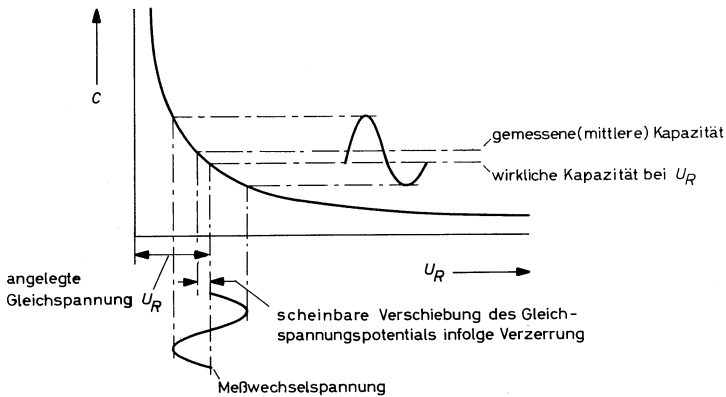 C
gemessene(mittlere) Kapazität
wirkliche Kapazität bei U_R
U_R
angelegte
Gleichspannung U_R
scheinbare Verschiebung des Gleich-
spannungspotentials infolge Verzerrung
Meßwechselspannung